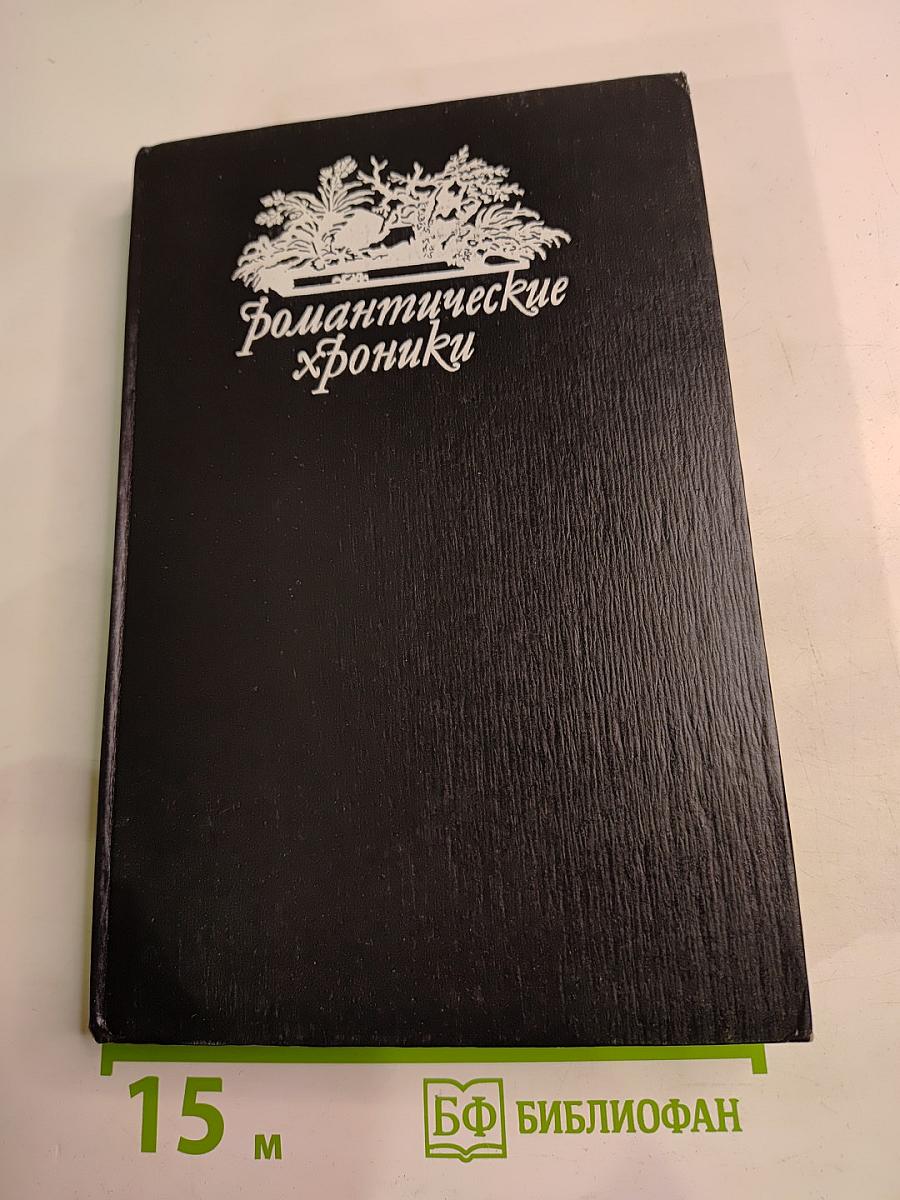 романтические
хроники
15 м
БФ БИБЛИОФАН